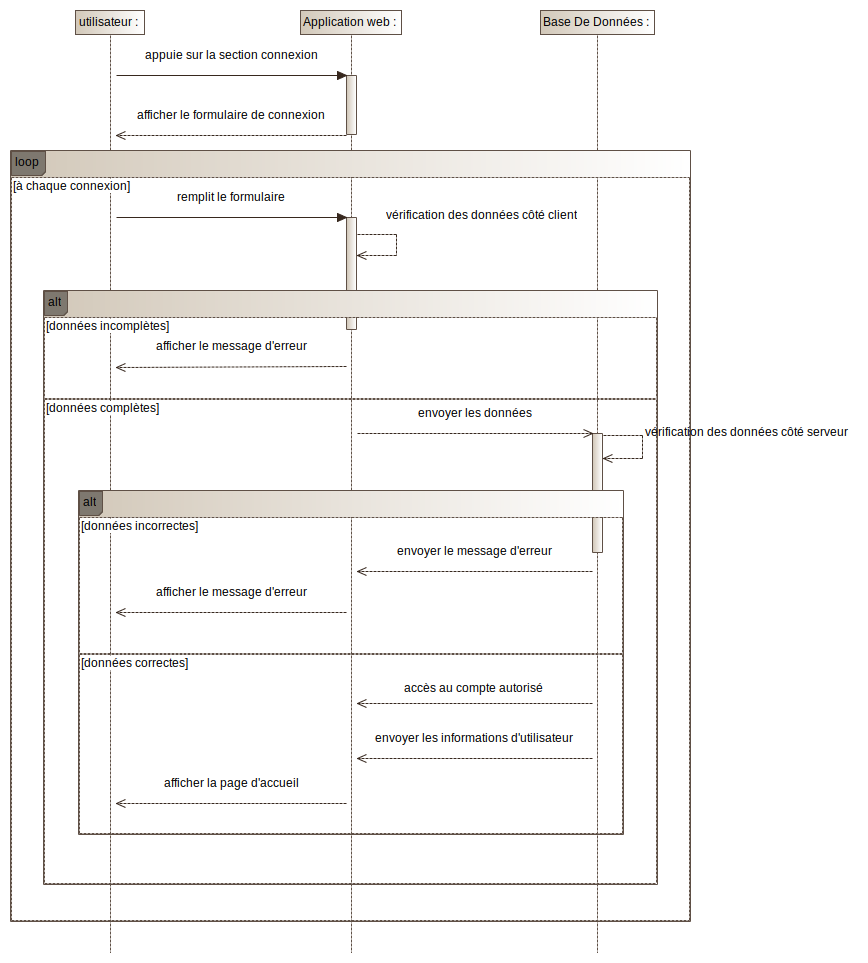 utilisateur :
Application web :
Base De Données :
appuie sur la section connexion
afficher le formulaire de connexion
loop
[à chaque connexion]
remplit le formulaire
vérification des données côté client
alt
[données incomplètes]
afficher le message d'erreur
[données complètes]
envoyer les données
vérification des données côté serveur
alt
[données incorrectes]
envoyer le message d'erreur
afficher le message d'erreur
[données correctes]
accès au compte autorisé
envoyer les informations d'utilisateur
afficher la page d'accueil